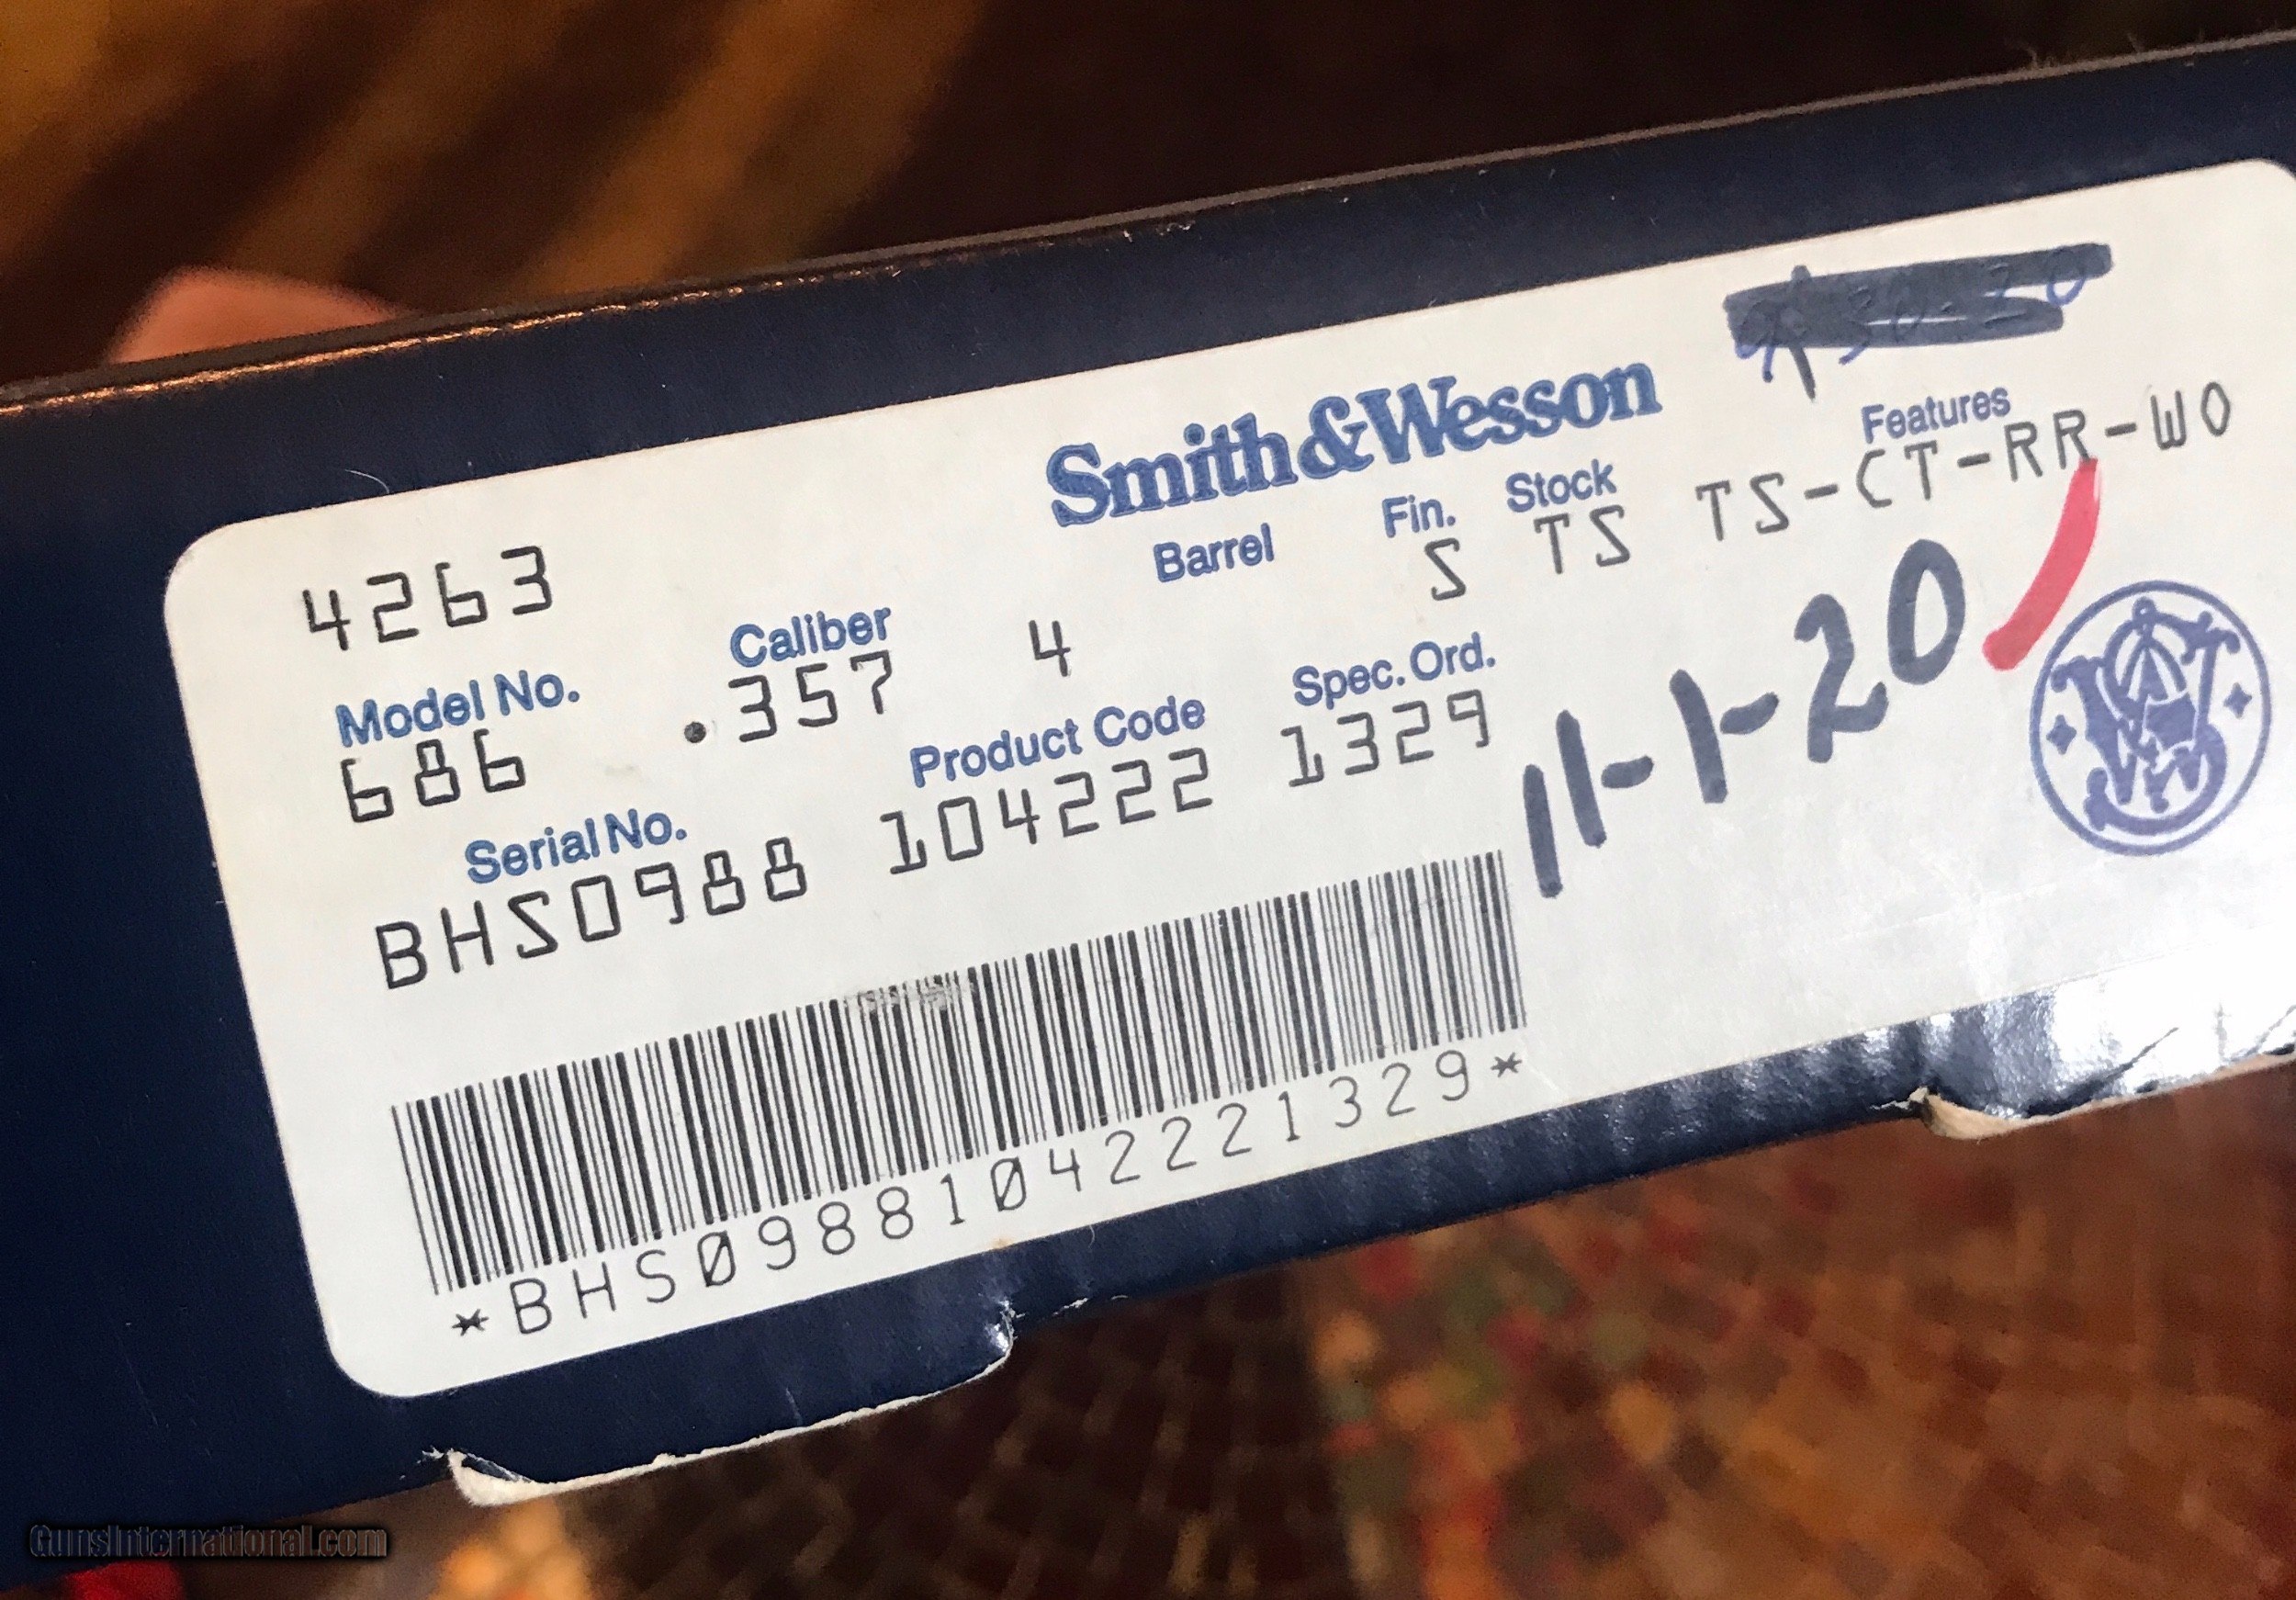 4263
Smith & Wesson
Model No. Caliber Barrel Fin. Stock Features
686 .357 4 S TS TS-CT-RR-WO
Serial No. Product Code Spec. Ord.
BHS0988 104222 1329
11-1-20
*BHS09881042221329*
GunsInternational.com